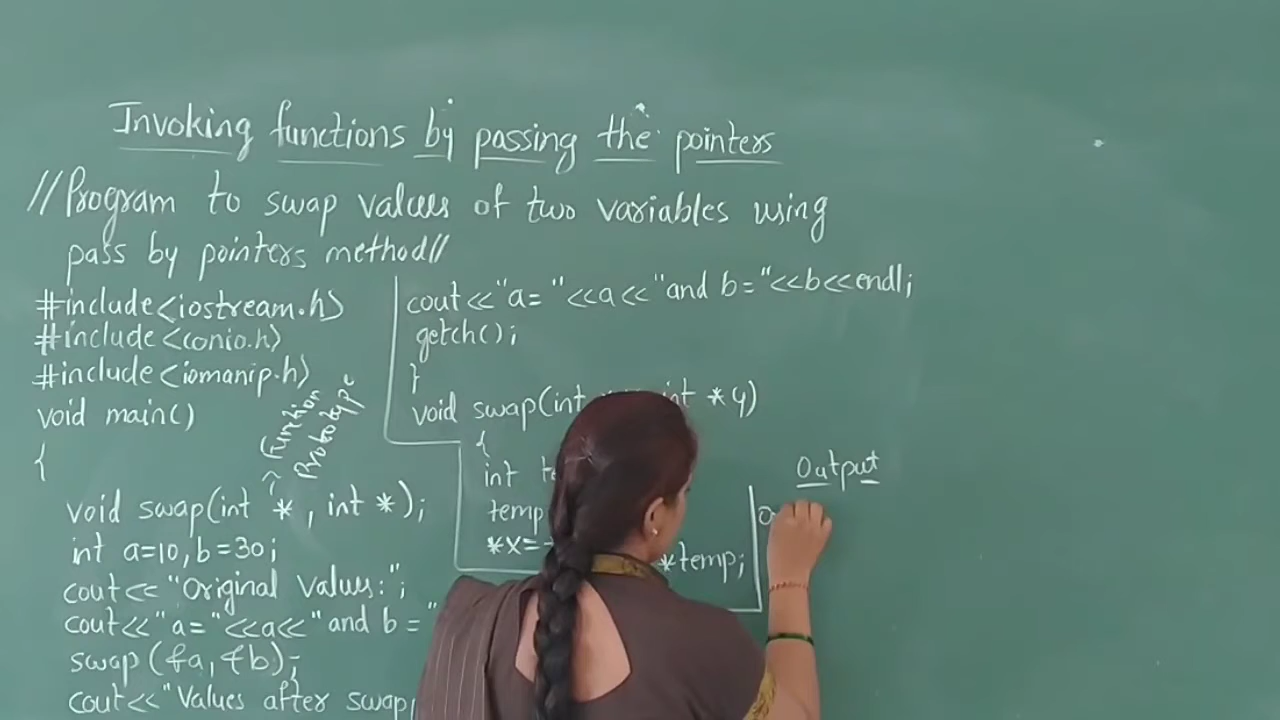 Invoking functions by passing the pointers
//Program to swap values of two variables using
pass by pointers method//
#include<iostream.h>
#include<conio.h>
#include<iomanip.h>
void main()
{
Function
Prototype
void swap(int *, int *);
int a=10, b=30;
cout<<"Original Values:";
cout<<"a="<<a<<"and b="
swap(&a, &b);
cout<<"Values after swap
cout<<"a= "<<a<<"and b="<<b<<endl;
getch();
}
void swap(int int *y)
{
int
temp
*x= *temp;
Output